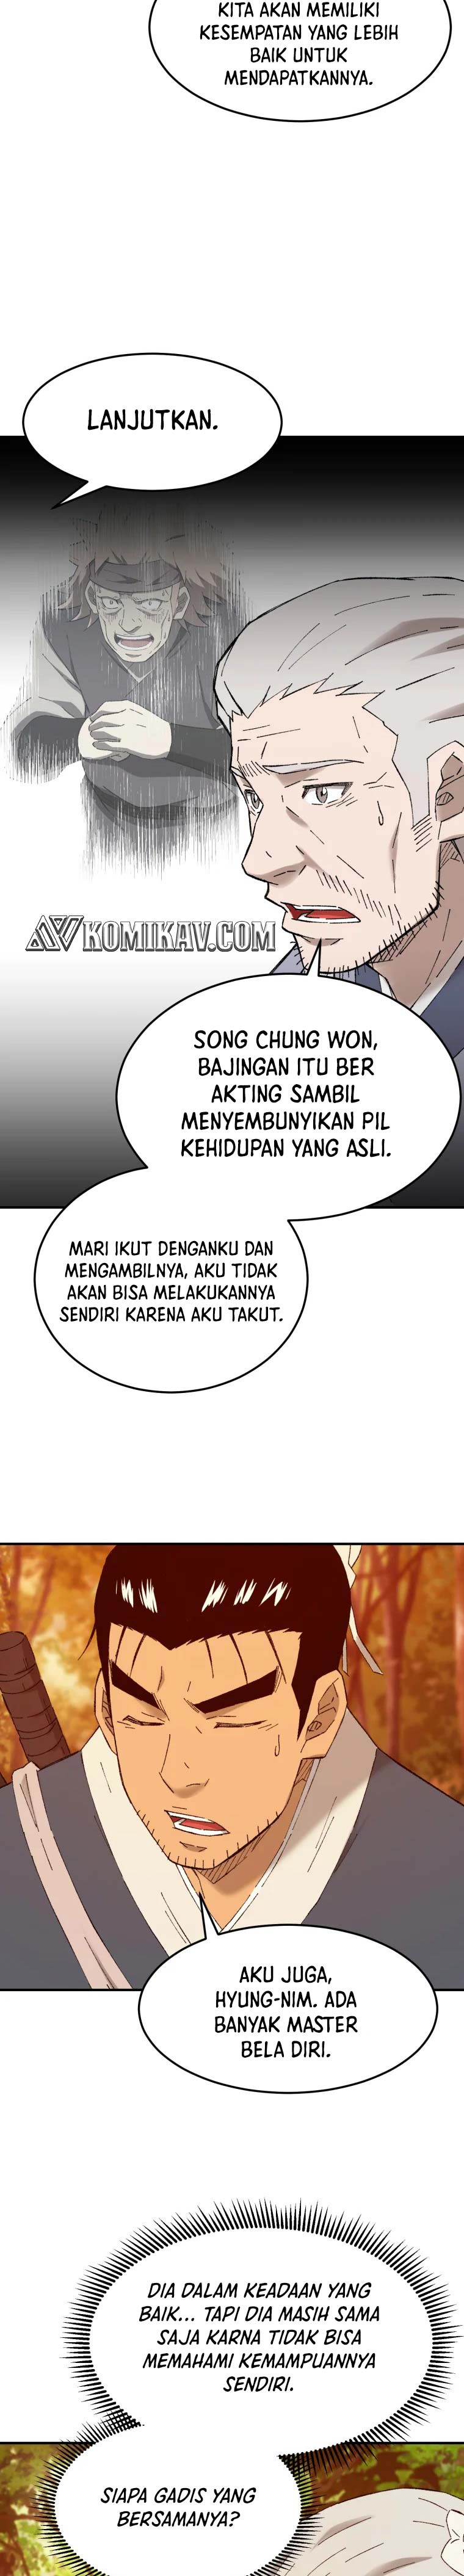 KITA AKAN MEMILIKI
KESEMPATAN YANG LEBIH
BAIK UNTUK
MENDAPATKANNYA.
LANJUTKAN.
KOMIKAV.COM
SONG CHUNG WON,
BAJINGAN ITU BER
AKTING SAMBIL
MENYEMBUNYIKAN PIL
KEHIDUPAN YANG ASLI.
MARI IKUT DENGANKU DAN
MENGAMBILNYA, AKU TIDAK
AKAN BISA MELAKUKANNYA
SENDIRI KARENA AKU TAKUT.
AKU JUGA,
HYUNG-NIM. ADA
BANYAK MASTER
BELA DIRI.
DIA DALAM KEADAAN YANG
BAIK... TAPI DIA MASIH SAMA
SAJA KARNA TIDAK BISA
MEMAHAMI KEMAMPUANNYA
SENDIRI.
SIAPA GADIS YANG
BERSAMANYA?